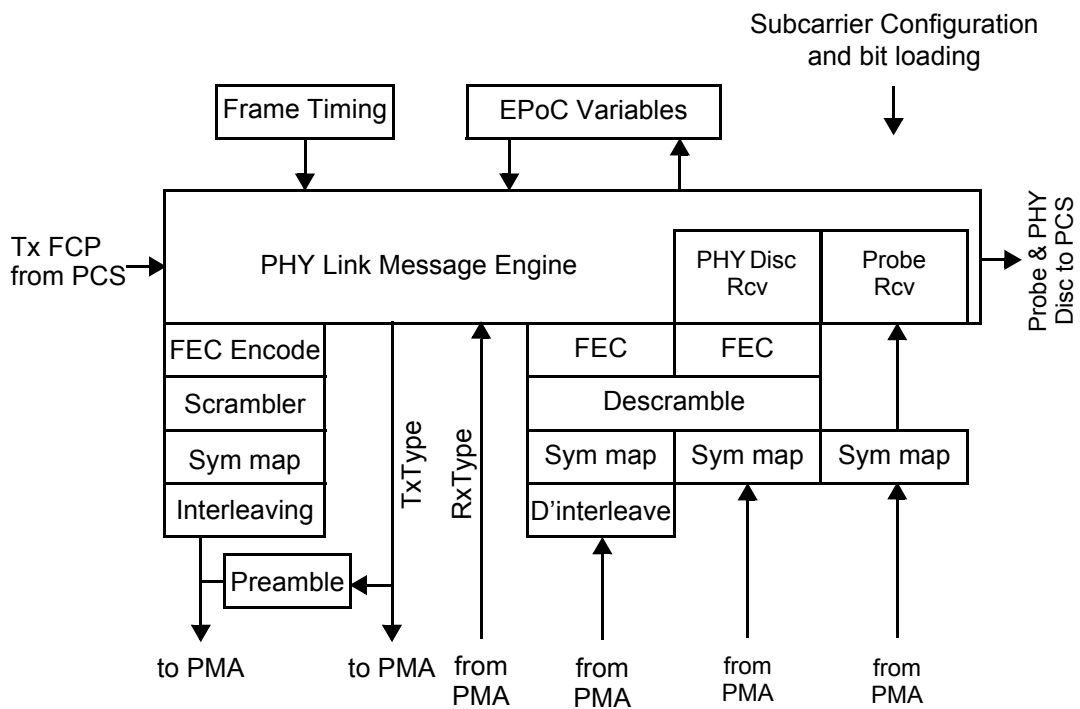 Subcarrier Configuration
and bit loading
Frame Timing
EPoC Variables
Tx FCP
from PCS
PHY Link Message Engine
PHY Disc
Rcv
Probe
Rcv
Probe & PHY
Disc to PCS
FEC Encode
FEC
FEC
Scrambler
Descramble
Sym map
Sym map
Sym map
Sym map
Interleaving
D'interleave
TxType
RxType
Preamble
to PMA
to PMA
from
PMA
from
PMA
from
PMA
from
PMA